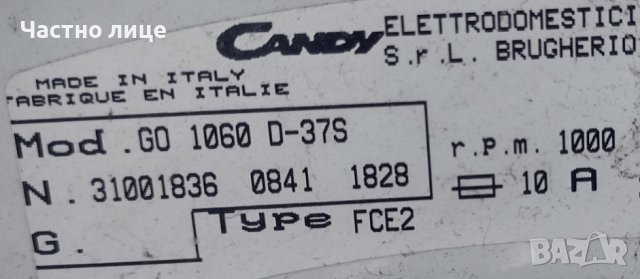 Частно лице
CANDY ELETTRODOMESTICI
S.r.L. BRUGHERIO
MADE IN ITALY
FABRIQUE EN ITALIE
Mod.GO 1060 D-37S
r.p.m. 1000
N. 31001836 0841 1828
10 A
G. Type FCE2
BAZAR